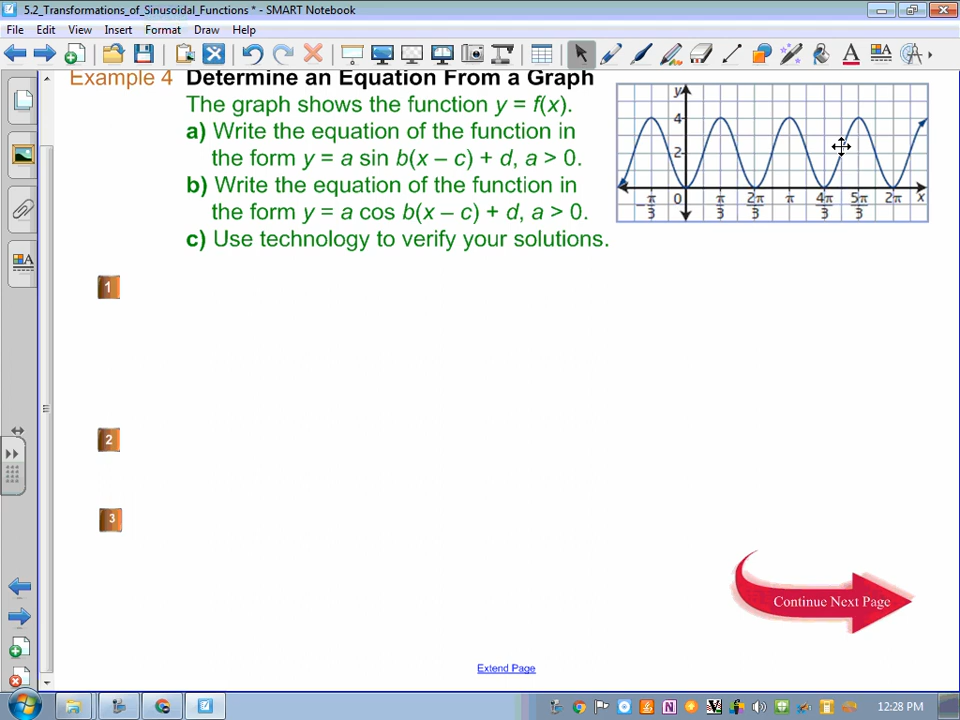 5.2_Transformations_of_Sinusoidal_Functions * - SMART Notebook
File Edit View Insert Format Draw Help
Example 4 Determine an Equation From a Graph
The graph shows the function y = f(x).
a) Write the equation of the function in
the form y = a sin b(x – c) + d, a > 0.
b) Write the equation of the function in
the form y = a cos b(x – c) + d, a > 0.
c) Use technology to verify your solutions.
y
4
2
-π/3 0 π/3 2π/3 π 4π/3 5π/3 2π x
1
2
3
Continue Next Page
Extend Page
12:28 PM